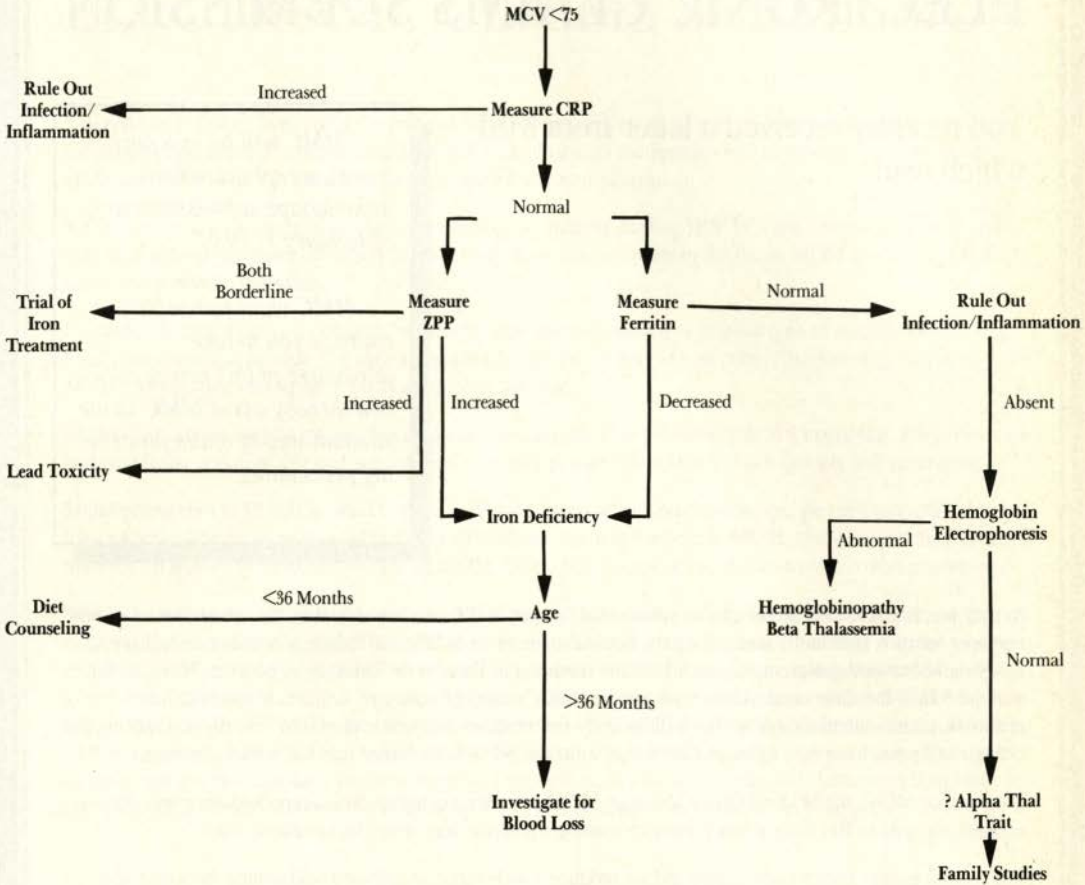 MCV <75
Rule Out
Infection/
Inflammation
Increased
Measure CRP
Normal
Both
Borderline
Trial of
Iron
Treatment
Measure
ZPP
Measure
Ferritin
Normal
Rule Out
Infection/Inflammation
Increased
Increased
Decreased
Absent
Lead Toxicity
Iron Deficiency
Hemoglobin
Electrophoresis
Abnormal
<36 Months
Diet
Counseling
Age
Hemoglobinopathy
Beta Thalassemia
Normal
>36 Months
Investigate for
Blood Loss
? Alpha Thal
Trait
Family Studies